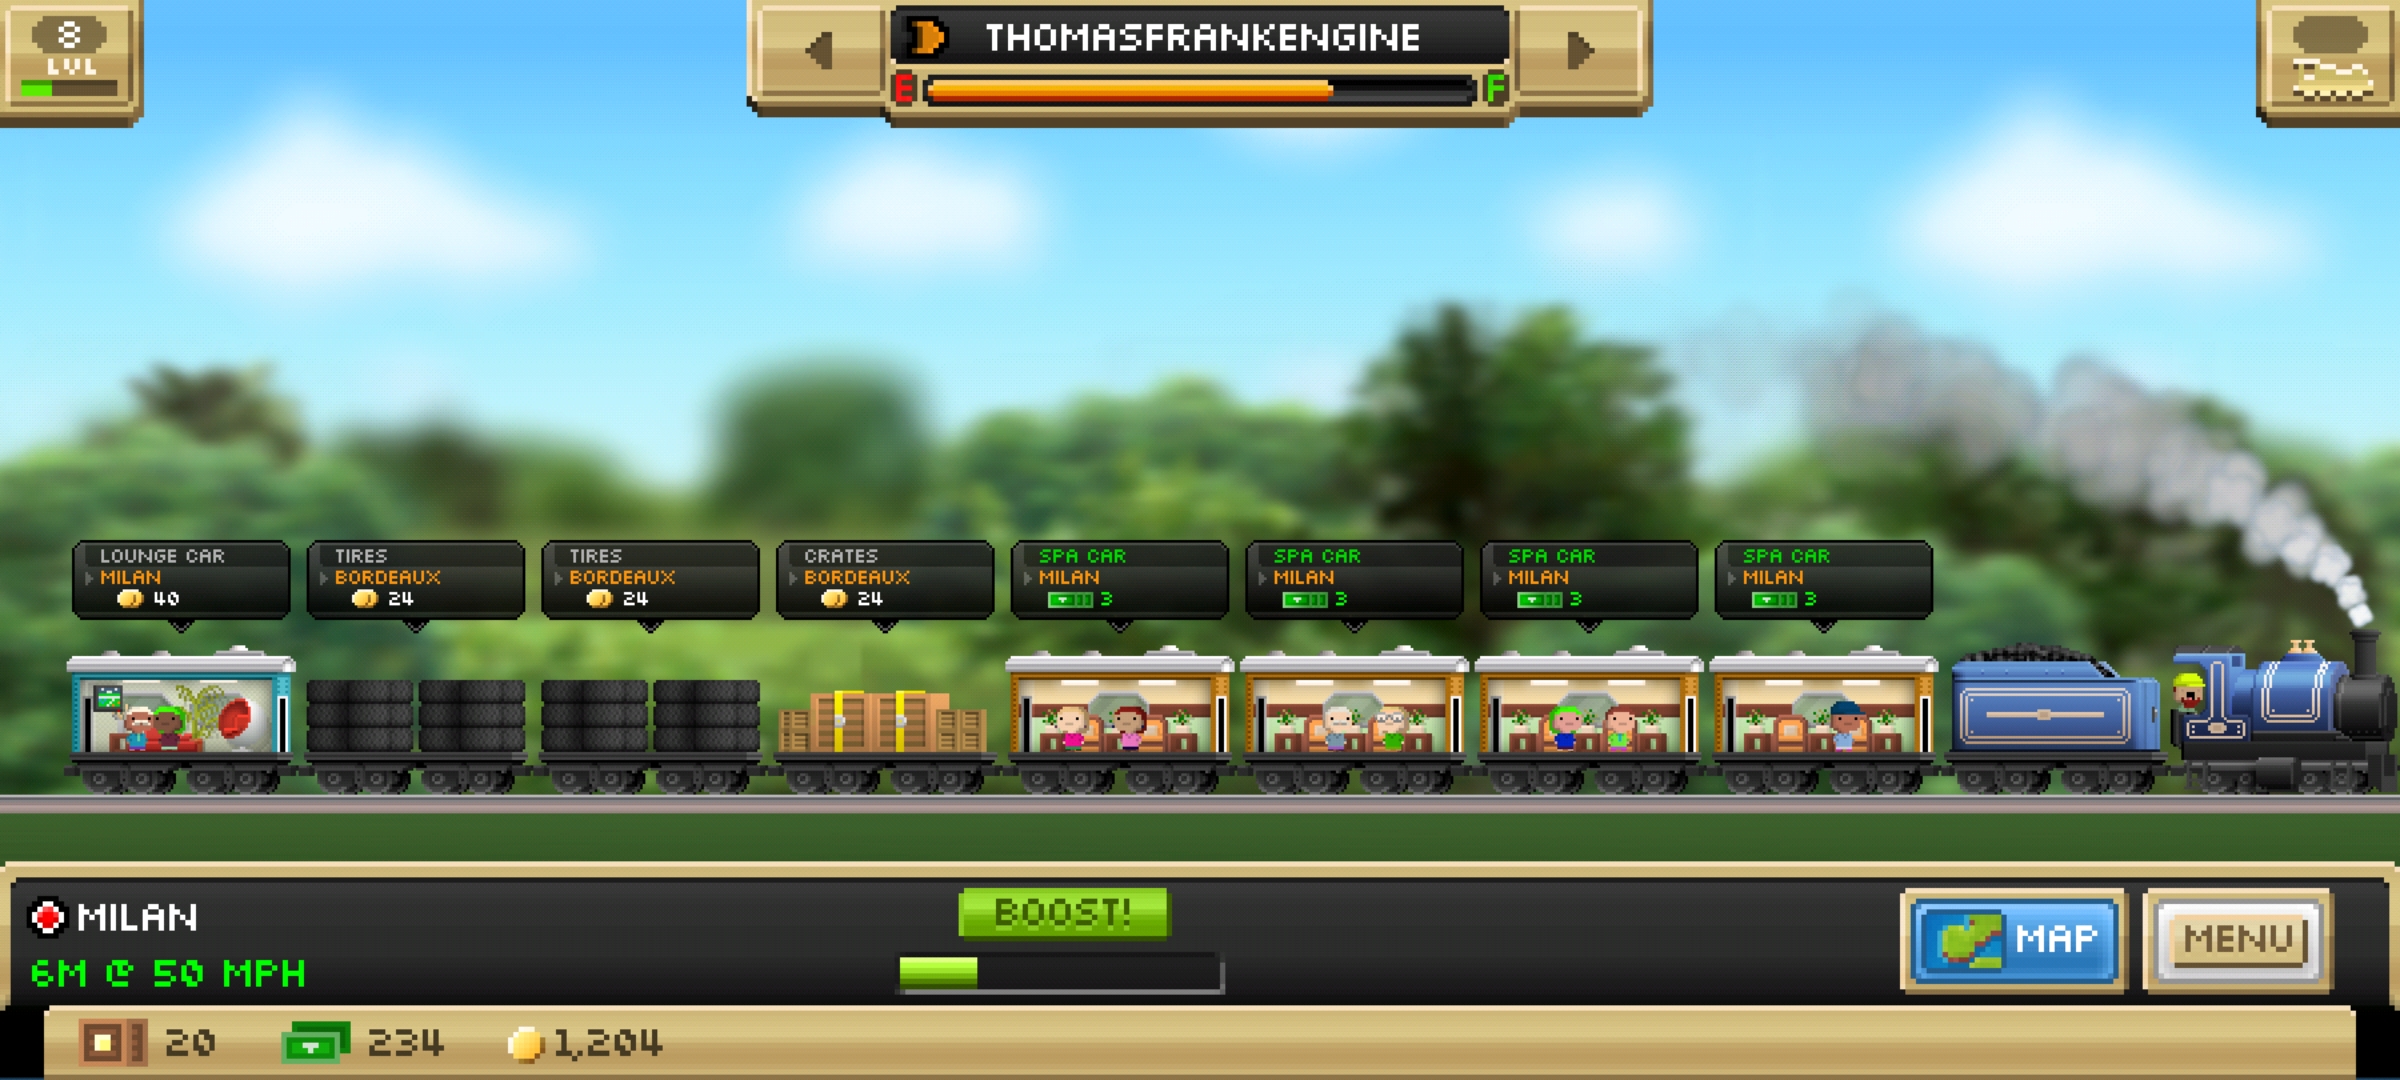 8
LVL
THOMASFRANKENGINE
E F
LOUNGE CAR
MILAN
40
TIRES
BORDEAUX
24
TIRES
BORDEAUX
24
CRATES
BORDEAUX
24
SPA CAR
MILAN
3
SPA CAR
MILAN
3
SPA CAR
MILAN
3
SPA CAR
MILAN
3
MILAN
6M @ 50 MPH
BOOST!
MAP
MENU
20
234
1,204